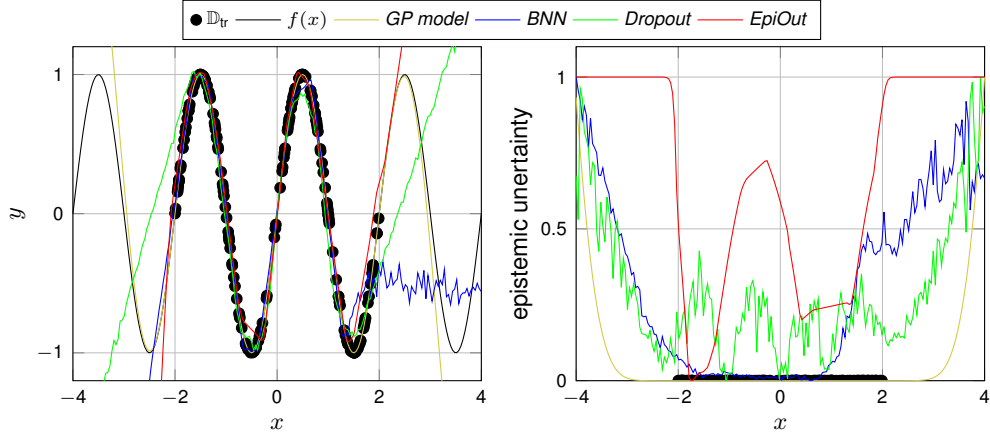 𝔻tr f(x) GP model BNN Dropout EpiOut
1
0
−1
y
−4 −2 0 2 4
x
1
0.5
0
epistemic unertainty
−4 −2 0 2 4
x